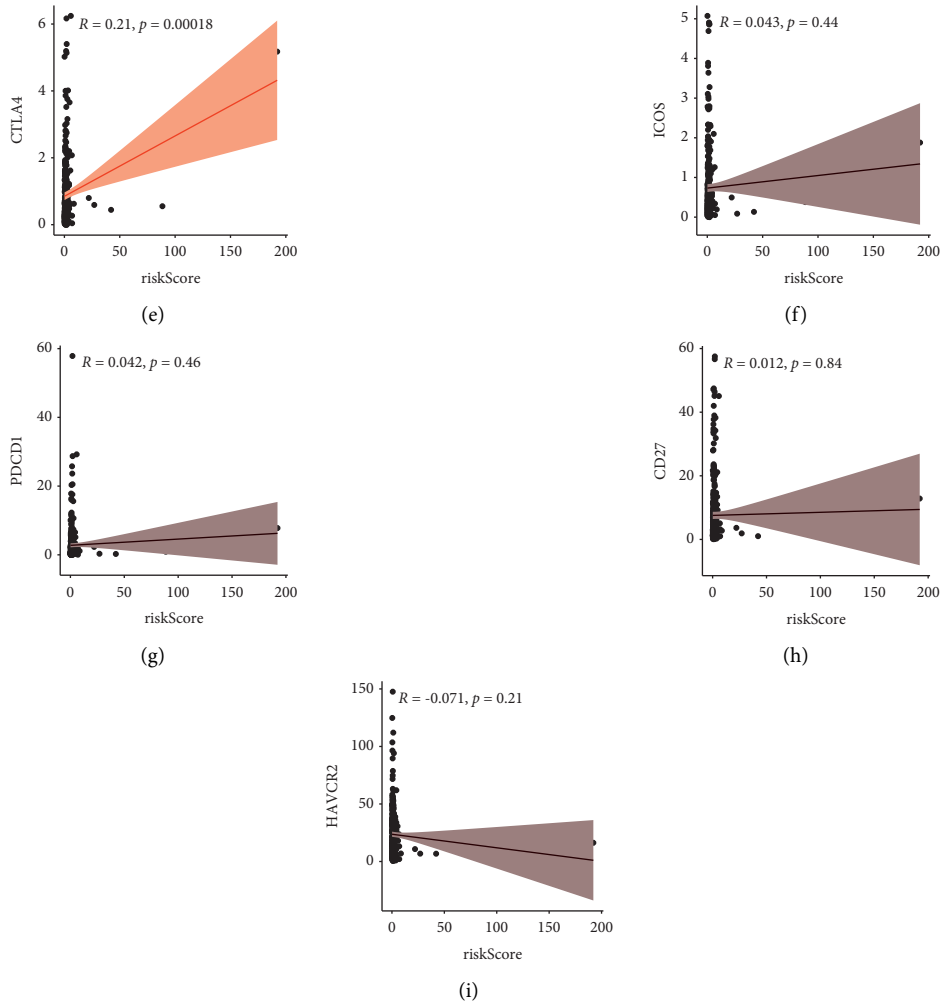 R = 0.21, p = 0.00018
CTLA4
6
4
2
0
0 50 100 150 200
riskScore
(e)
R = 0.043, p = 0.44
ICOS
5
4
3
2
1
0
0 50 100 150 200
riskScore
(f)
R = 0.042, p = 0.46
PDCD1
60
40
20
0
0 50 100 150 200
riskScore
(g)
R = 0.012, p = 0.84
CD27
60
40
20
0
0 50 100 150 200
riskScore
(h)
R = -0.071, p = 0.21
HAVCR2
150
100
50
0
0 50 100 150 200
riskScore
(i)